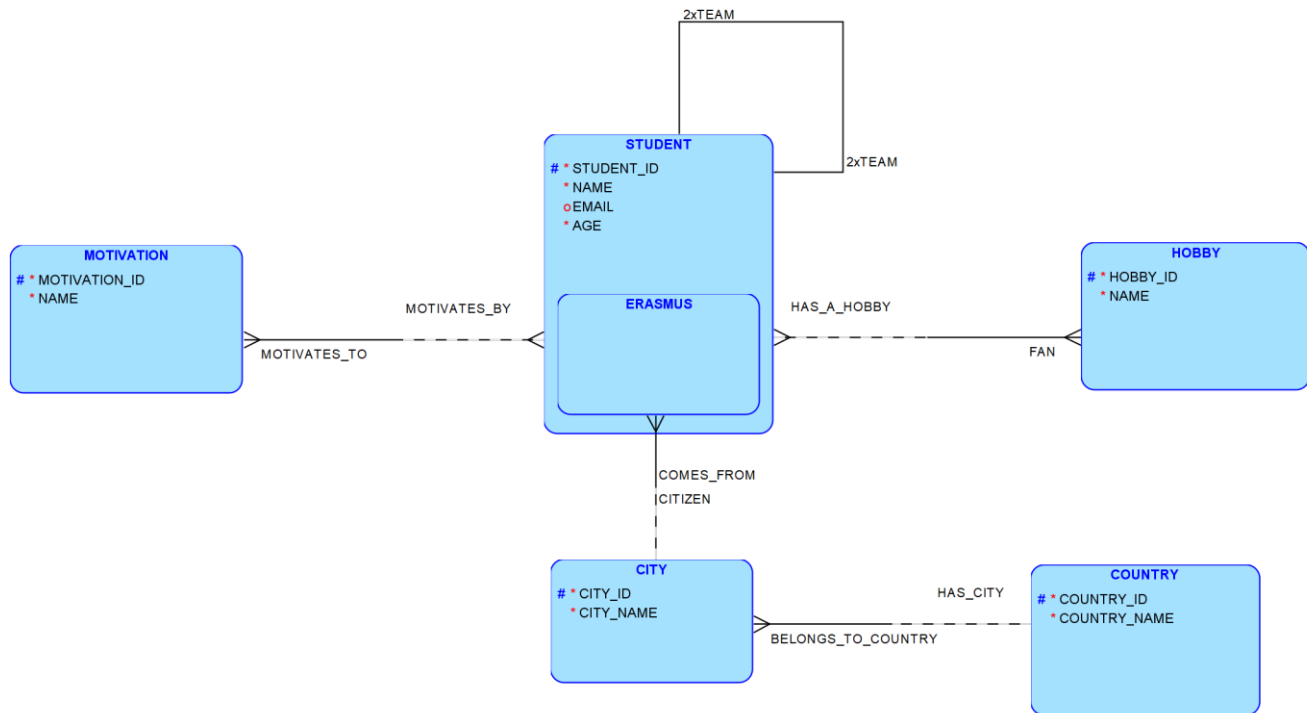 2xTEAM
STUDENT
# * STUDENT_ID
* NAME
o EMAIL
* AGE
2xTEAM
MOTIVATION
# * MOTIVATION_ID
* NAME
HOBBY
# * HOBBY_ID
* NAME
MOTIVATES_BY
ERASMUS
HAS_A_HOBBY
MOTIVATES_TO
FAN
COMES_FROM
CITIZEN
CITY
# * CITY_ID
* CITY_NAME
HAS_CITY
BELONGS_TO_COUNTRY
COUNTRY
# * COUNTRY_ID
* COUNTRY_NAME